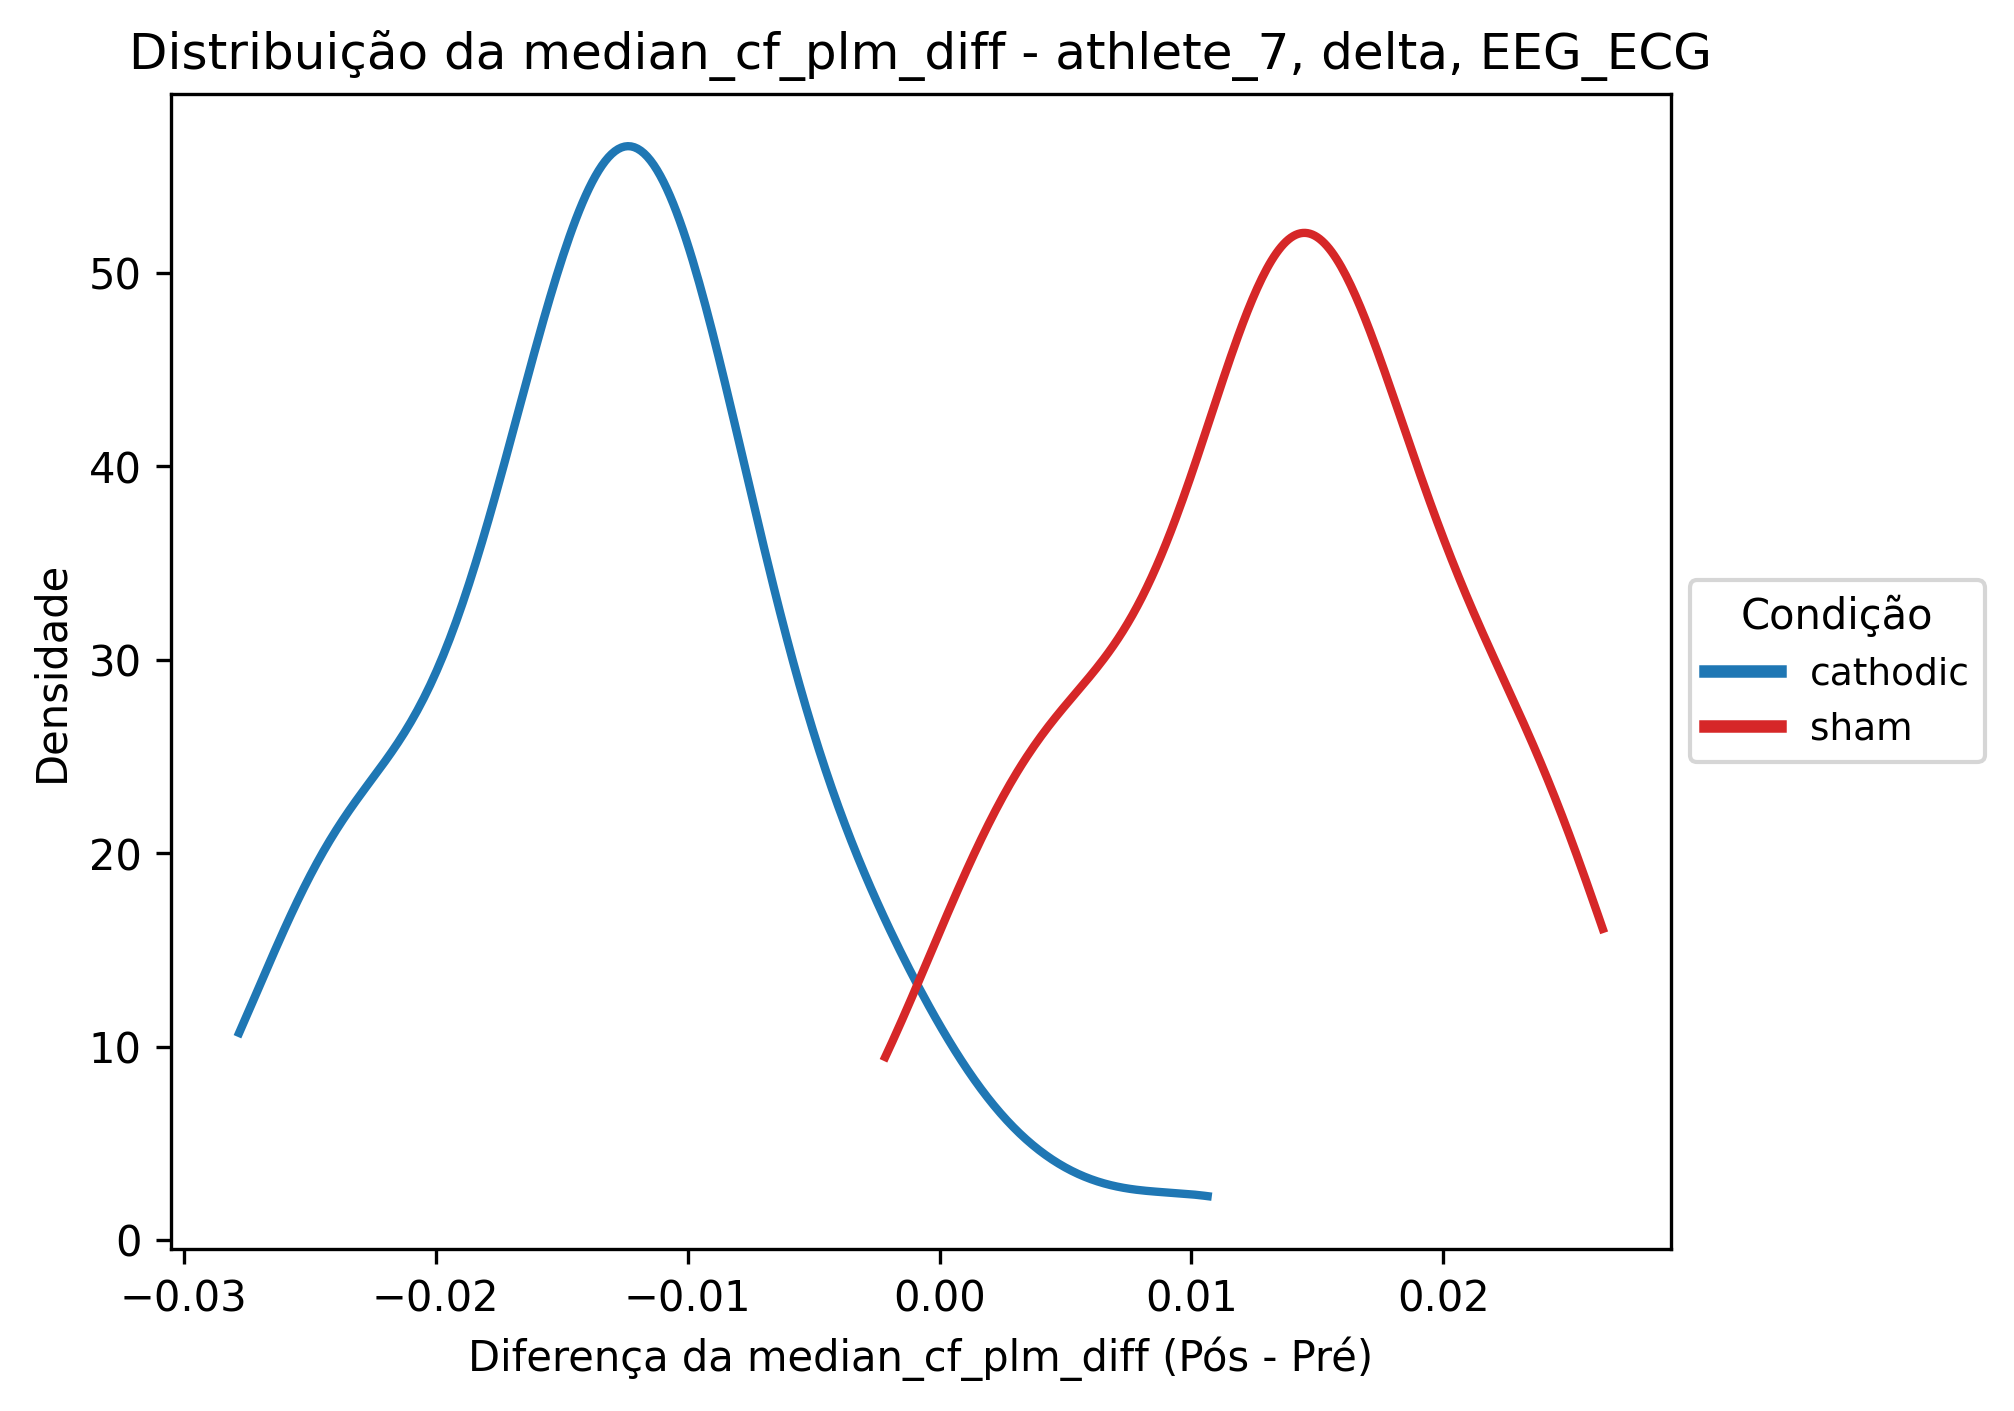 Distribuição da median_cf_plm_diff - athlete_7, delta, EEG_ECG
Densidade
50
40
30
20
10
0
−0.03
−0.02
−0.01
0.00
0.01
0.02
Diferença da median_cf_plm_diff (Pós - Pré)
Condição
cathodic
sham